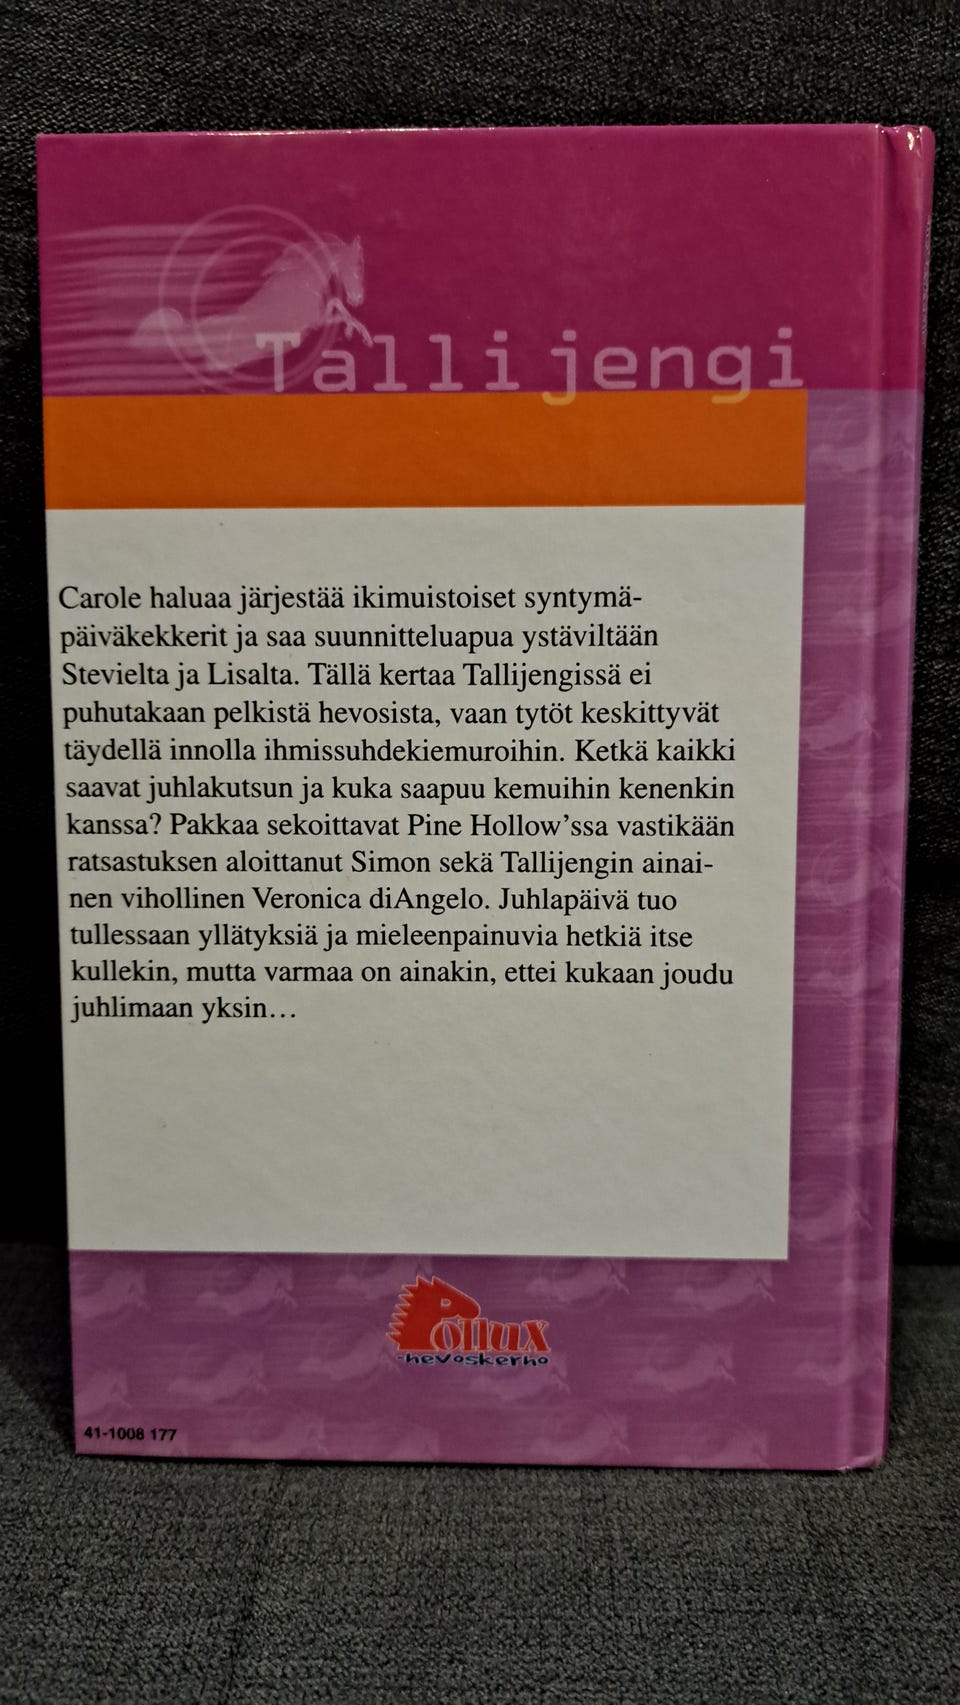 Tallijengi
Carole haluaa järjestää ikimuistoiset syntymä-
päiväkekkerit ja saa suunnitteluapua ystäviltään
Stevielta ja Lisalta. Tällä kertaa Tallijengissä ei
puhutakaan pelkistä hevosista, vaan tytöt keskittyvät
täydellä innolla ihmissuhdekiemuroihin. Ketkä kaikki
saavat juhlakutsun ja kuka saapuu kemuihin kenenkin
kanssa? Pakkaa sekoittavat Pine Hollow’ssa vastikään
ratsastuksen aloittanut Simon sekä Tallijengin ainai-
nen vihollinen Veronica diAngelo. Juhlapäivä tuo
tullessaan yllätyksiä ja mieleenpainuvia hetkiä itse
kullekin, mutta varmaa on ainakin, ettei kukaan joudu
juhlimaan yksin…
Pollux
-hevoskerho
41-1008 177